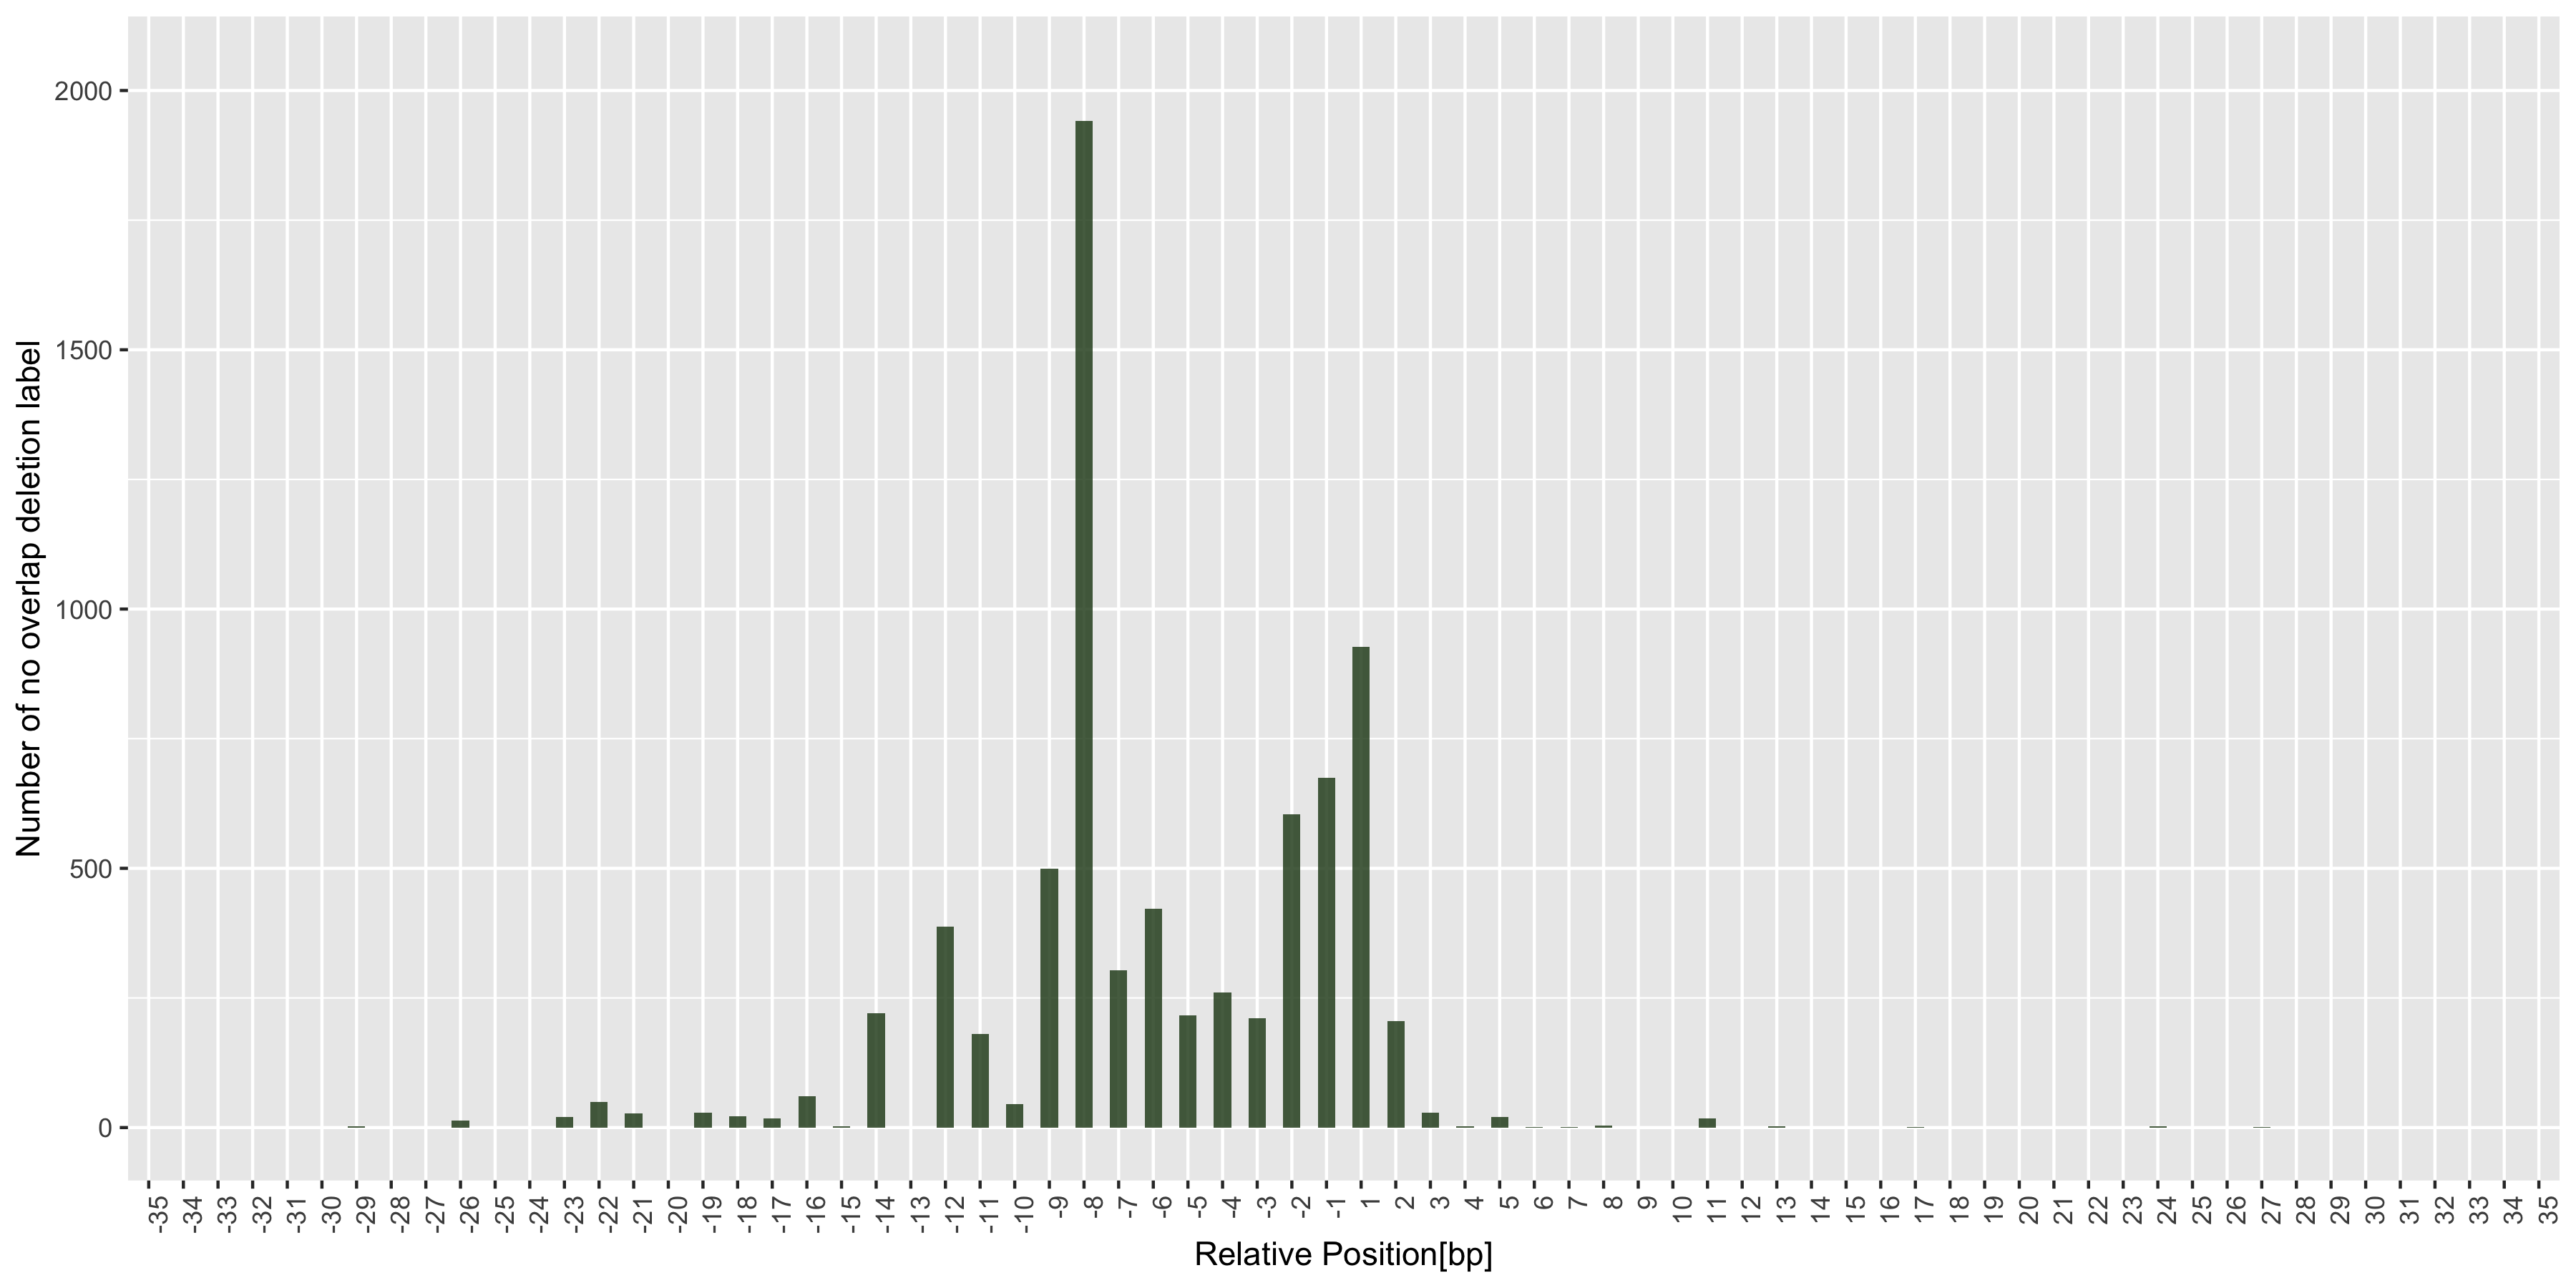 Number of no overlap deletion label
2000
1500
1000
500
0
-35 -34 -33 -32 -31 -30 -29 -28 -27 -26 -25 -24 -23 -22 -21 -20 -19 -18 -17 -16 -15 -14 -13 -12 -11 -10 -9 -8 -7 -6 -5 -4 -3 -2 -1 1 2 3 4 5 6 7 8 9 10 11 12 13 14 15 16 17 18 19 20 21 22 23 24 25 26 27 28 29 30 31 32 33 34 35
Relative Position[bp]